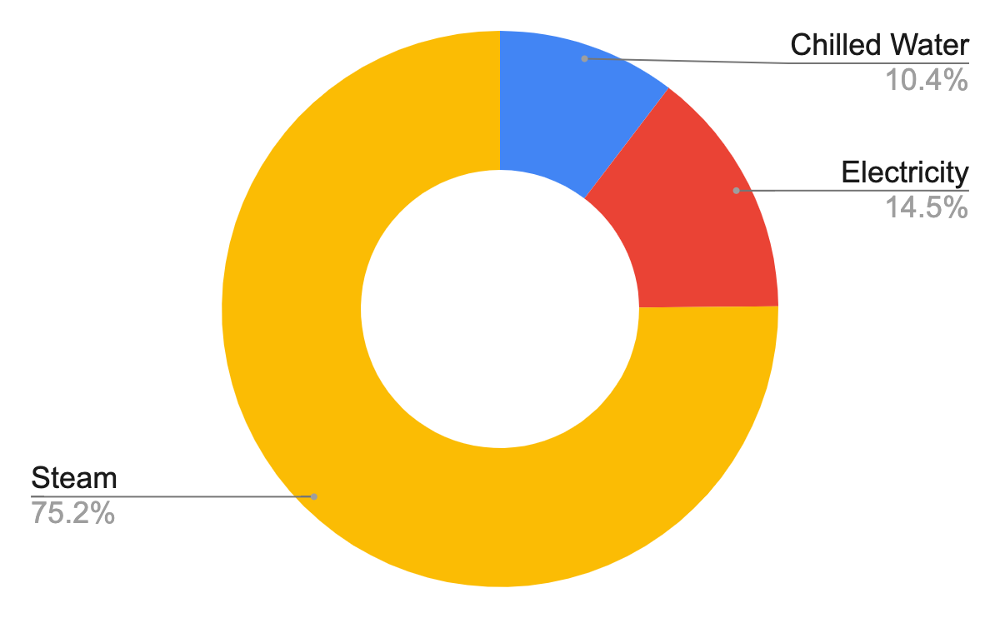 Chilled Water
10.4%
Electricity
14.5%
Steam
75.2%